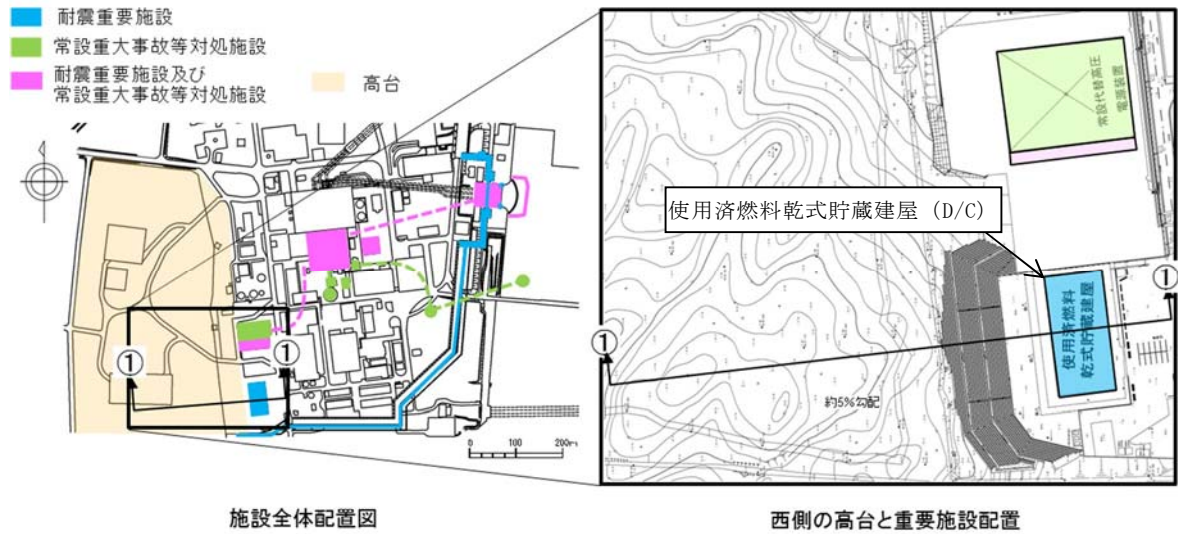 耐震重要施設
常設重大事故等対処施設
耐震重要施設及び
常設重大事故等対処施設
高台
①
①
0 100 200m
施設全体配置図
常設代替高圧
電源装置
使用済燃料乾式貯蔵建屋 (D/C)
使用済燃料
乾式貯蔵建屋
①
①
約5%勾配
西側の高台と重要施設配置